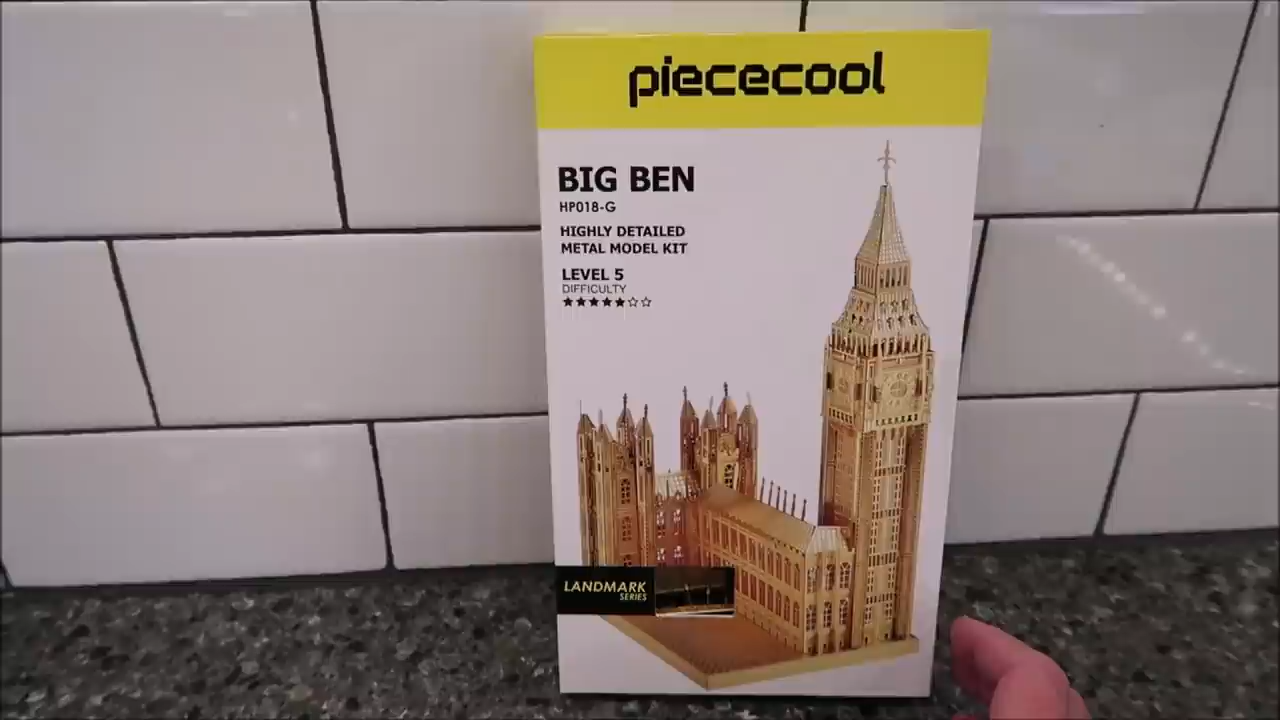 piececool
BIG BEN
HP018-G
HIGHLY DETAILED
METAL MODEL KIT
LEVEL 5
DIFFICULTY
LANDMARK
SERIES